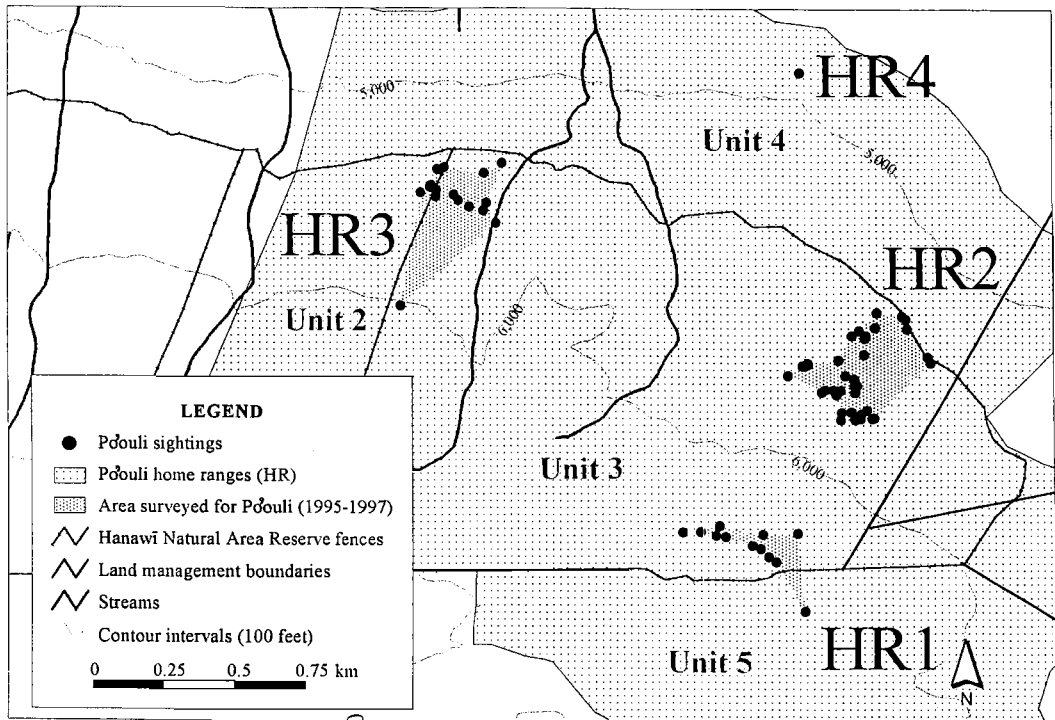 HR4
5,000
Unit 4
5,000
HR3
HR2
Unit 2
6,000
LEGEND
Po'ouli sightings
Po'ouli home ranges (HR)
Area surveyed for Po'ouli (1995-1997)
Hanawī Natural Area Reserve fences
Land management boundaries
Streams
Contour intervals (100 feet)
0 0.25 0.5 0.75 km
Unit 3
6,000
Unit 5
HR1
N